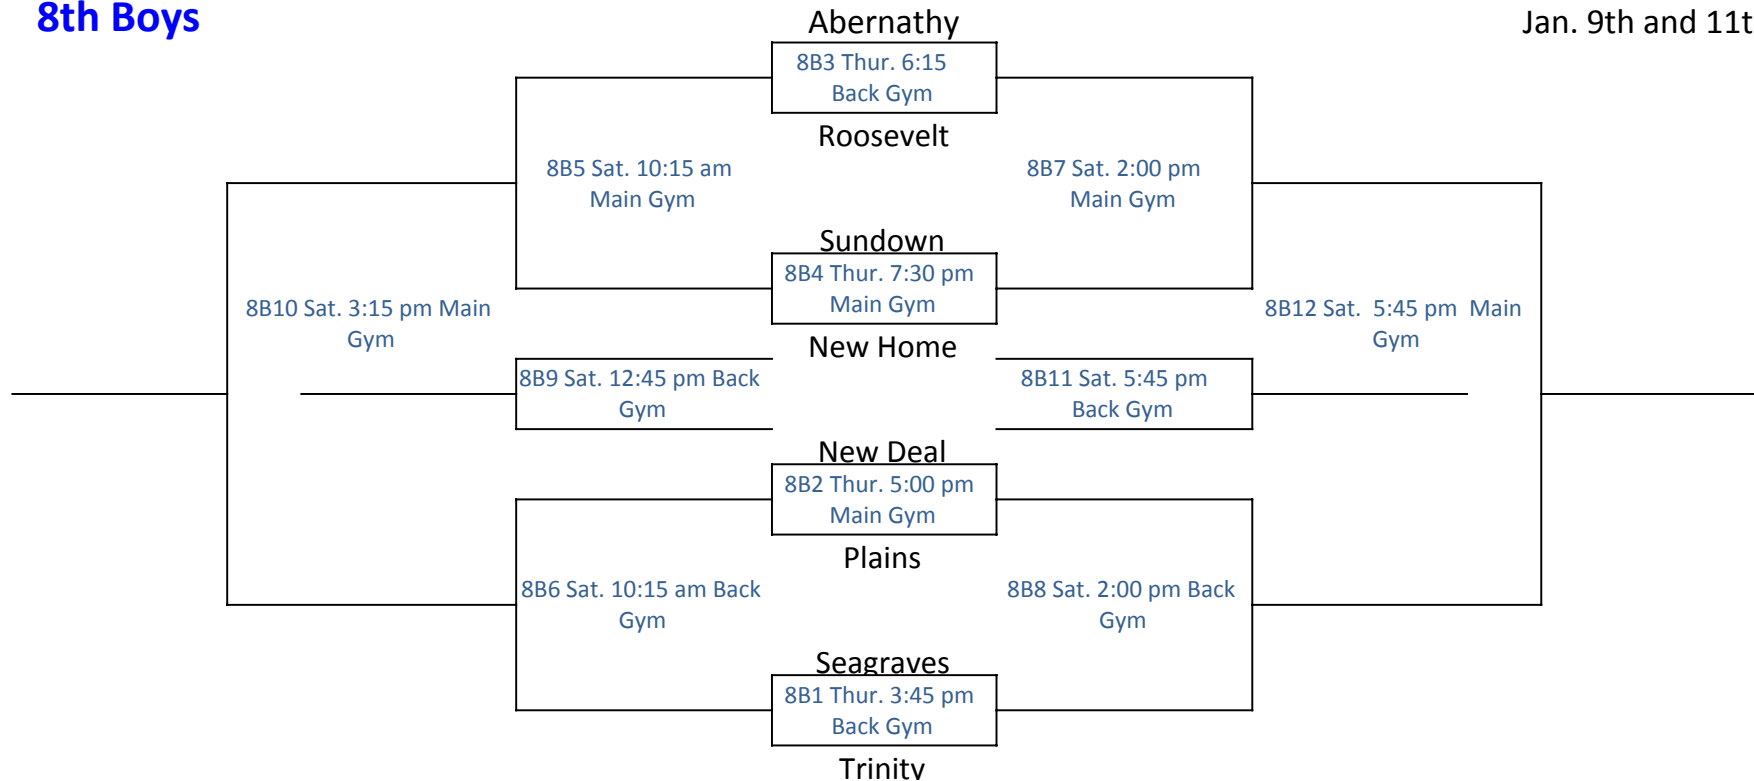 8th Boys
Abernathy
Jan. 9th and 11t
8B3 Thur. 6:15
Back Gym
Roosevelt
8B5 Sat. 10:15 am
Main Gym
8B7 Sat. 2:00 pm
Main Gym
Sundown
8B4 Thur. 7:30 pm
Main Gym
8B10 Sat. 3:15 pm Main
Gym
8B12 Sat.  5:45 pm  Main
Gym
New Home
8B9 Sat. 12:45 pm Back
Gym
8B11 Sat. 5:45 pm
Back Gym
New Deal
8B2 Thur. 5:00 pm
Main Gym
Plains
8B6 Sat. 10:15 am Back
Gym
8B8 Sat. 2:00 pm Back
Gym
Seagraves
8B1 Thur. 3:45 pm
Back Gym
Trinity